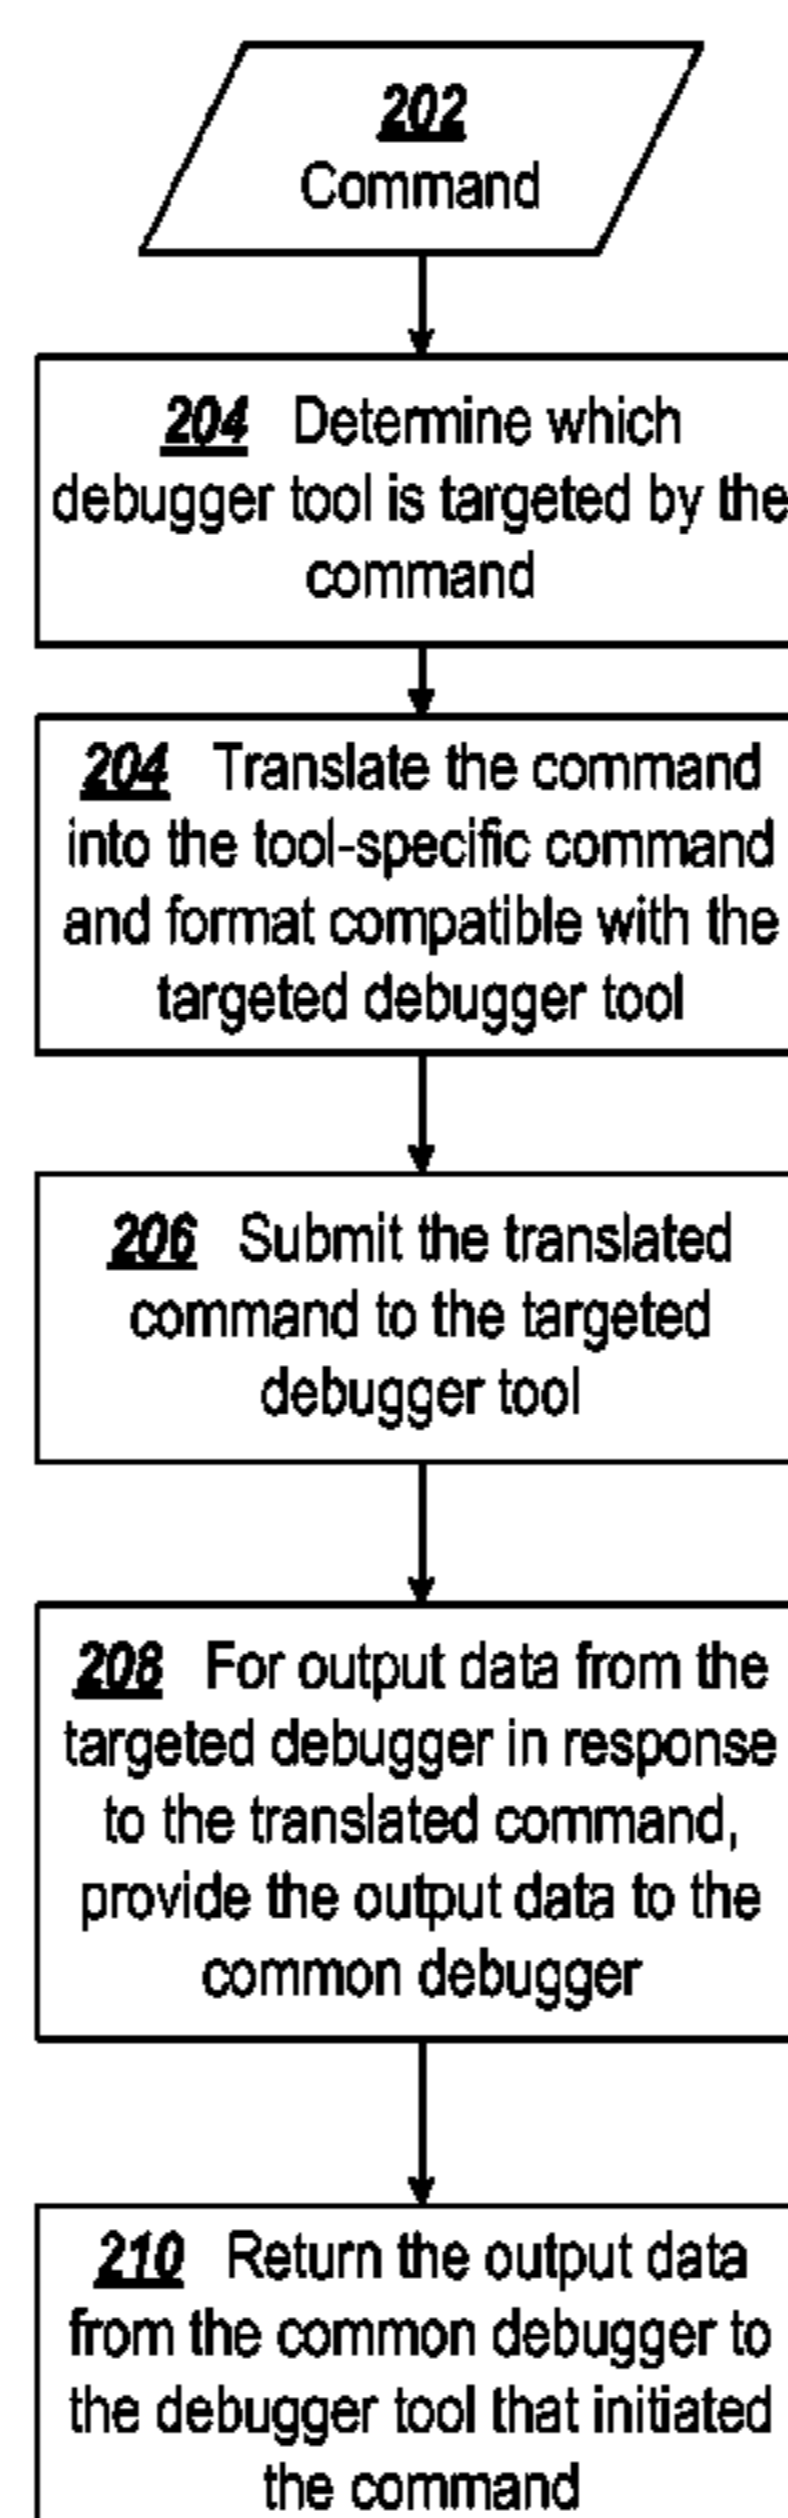 202
Command
204 Determine which
debugger tool is targeted by the
command
204 Translate the command
into the tool-specific command
and format compatible with the
targeted debugger tool
206 Submit the translated
command to the targeted
debugger tool
208 For output data from the
targeted debugger in response
to the translated command,
provide the output data to the
common debugger
210 Return the output data
from the common debugger to
the debugger tool that initiated
the command